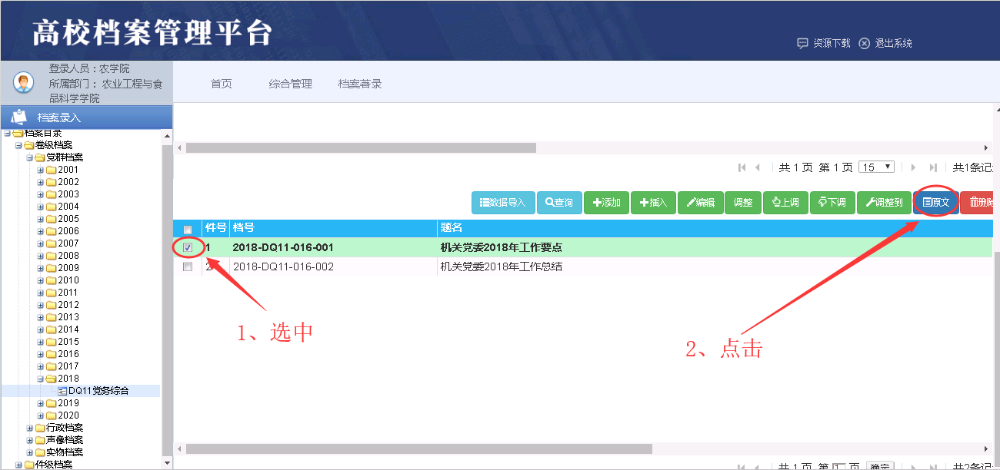 高校档案管理平台
资源下载 退出系统
登录人员：农学院
所属部门： 农业工程与食
品科学学院
首页 综合管理 档案著录
档案录入
档案目录
卷级档案
党群档案
2001
2002
2003
2004
2005
2006
2007
2008
2009
2010
2011
2012
2013
2014
2015
2016
2017
2018
DQ11党务综合
2019
2020
行政档案
声像档案
实物档案
件级档案
共 1 页 第 1 页 15 共1条记
数据导入 查询 添加 插入 编辑 调整 上调 下调 调整到 原文 删除
件号 档号 题名
1 2018-DQ11-016-001 机关党委2018年工作要点
2 2018-DQ11-016-002 机关党委2018年工作总结
1、选中
2、点击
共 1 页 第 1 页 确定 共2条记